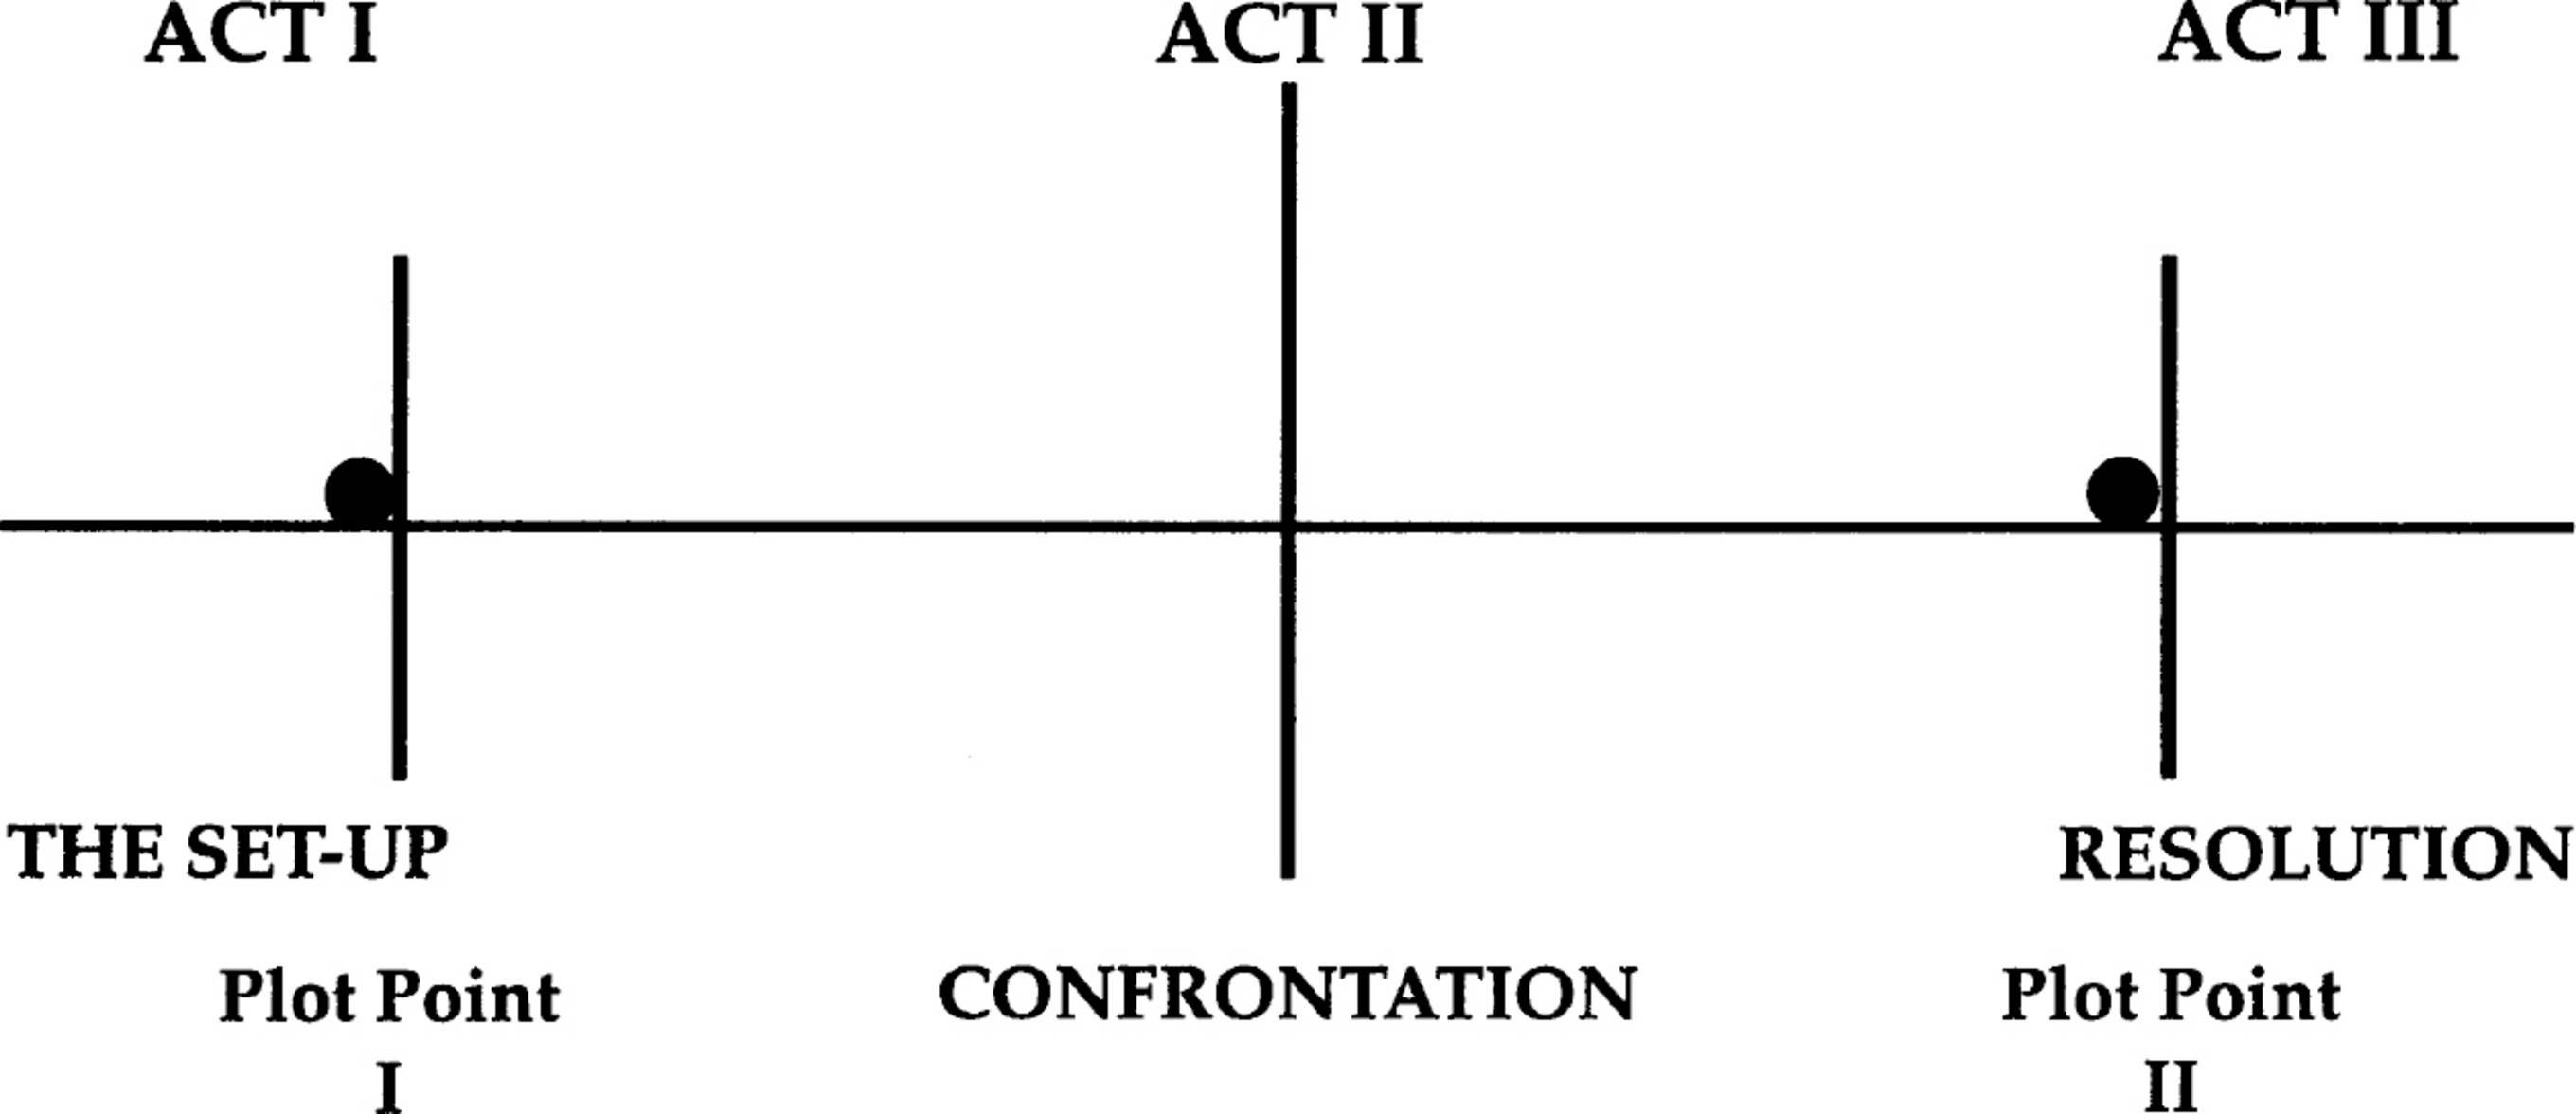 ACT I
ACT II
ACT III
THE SET-UP
RESOLUTION
Plot Point
I
CONFRONTATION
Plot Point
II